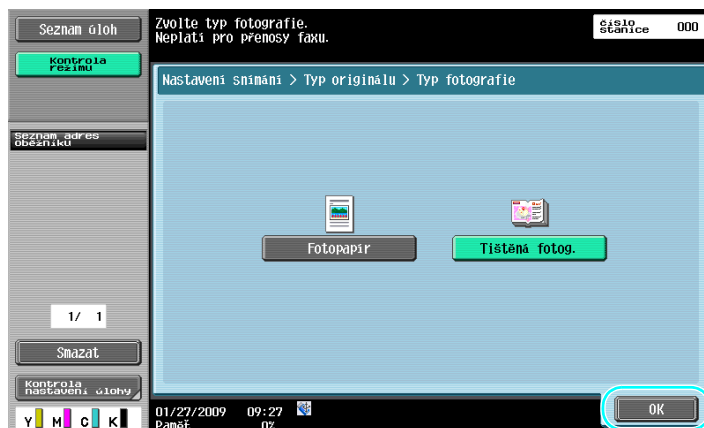 Seznam úloh
Kontrola
režimu
Zvolte typ fotografie.
Neplatí pro přenosy faxu.
číslo
stanice
000
Nastavení snímání > Typ originálu > Typ fotografie
Seznam adres
oběžníku
Fotopapír
Tištěná fotog.
1/ 1
Smazat
Kontrola
nastavení úlohy
Y M C K
01/27/2009 09:27
Paměť 0%
OK